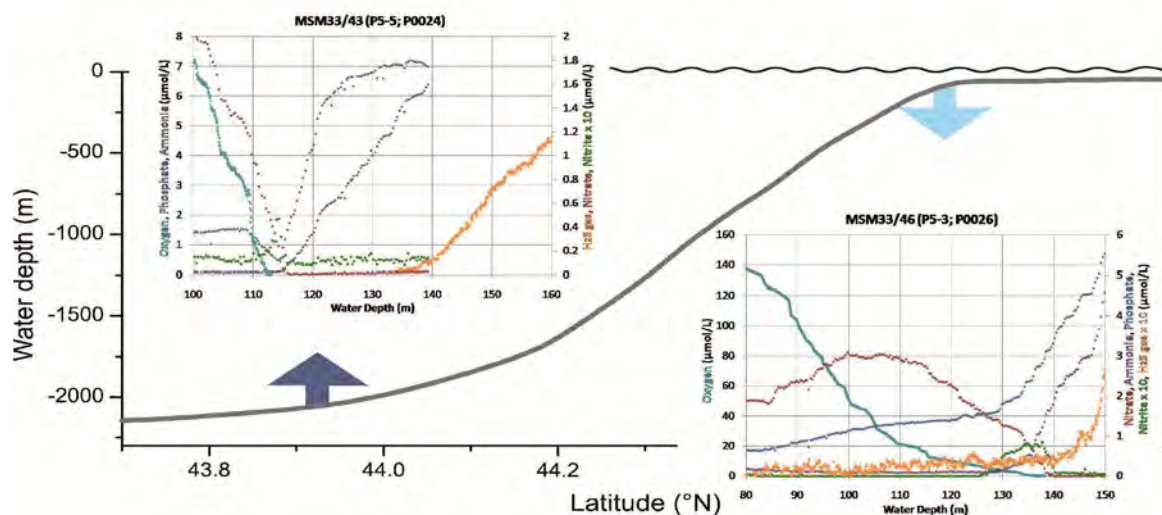 MSM33/43 (P5-5; P0024)
8
7
6
5
4
3
2
1
0
Oxygen, Phosphate, Ammonia (µmol/L)
2
1.8
1.6
1.4
1.2
1
0.8
0.6
0.4
0.2
0
H2S gas, Nitrate, Nitrite x 10 (µmol/L)
100 110 120 130 140 150 160
Water Depth (m)
0
-500
-1000
-1500
-2000
Water depth (m)
43.8 44.0 44.2
Latitude (°N)
MSM33/46 (P5-3; P0026)
160
140
120
100
80
60
40
20
0
Oxygen (µmol/L)
6
5
4
3
2
1
0
Nitrate, Ammonia, Phosphate,
Nitrite x 10, H2S gas x 10 (µmol/L)
80 90 100 110 120 130 140 150
Water Depth (m)